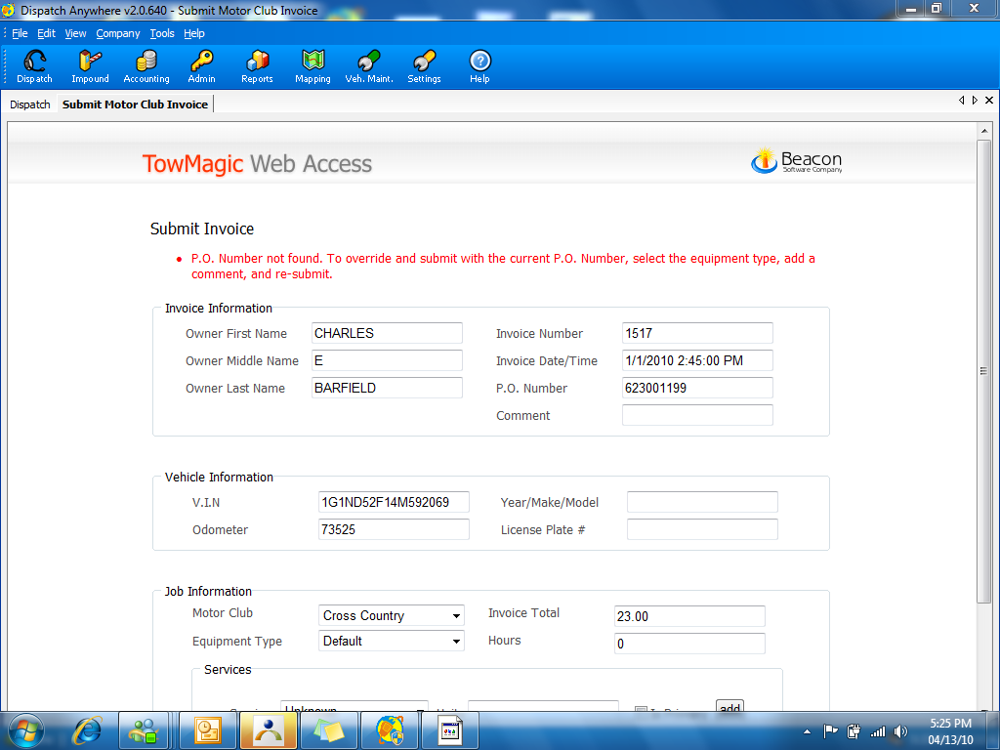 Dispatch Anywhere v2.0.640 - Submit Motor Club Invoice
File Edit View Company Tools Help
Dispatch Impound Accounting Admin Reports Mapping Veh. Maint. Settings Help
Dispatch Submit Motor Club Invoice
TowMagic Web Access
Beacon
Software Company
Submit Invoice
P.O. Number not found. To override and submit with the current P.O. Number, select the equipment type, add a
comment, and re-submit.
Invoice Information
Owner First Name CHARLES Invoice Number 1517
Owner Middle Name E Invoice Date/Time 1/1/2010 2:45:00 PM
Owner Last Name BARFIELD P.O. Number 623001199
Comment
Vehicle Information
V.I.N 1G1ND52F14M592069 Year/Make/Model
Odometer 73525 License Plate #
Job Information
Motor Club Cross Country Invoice Total 23.00
Equipment Type Default Hours 0
Services
Unknown add
5:25 PM
04/13/10